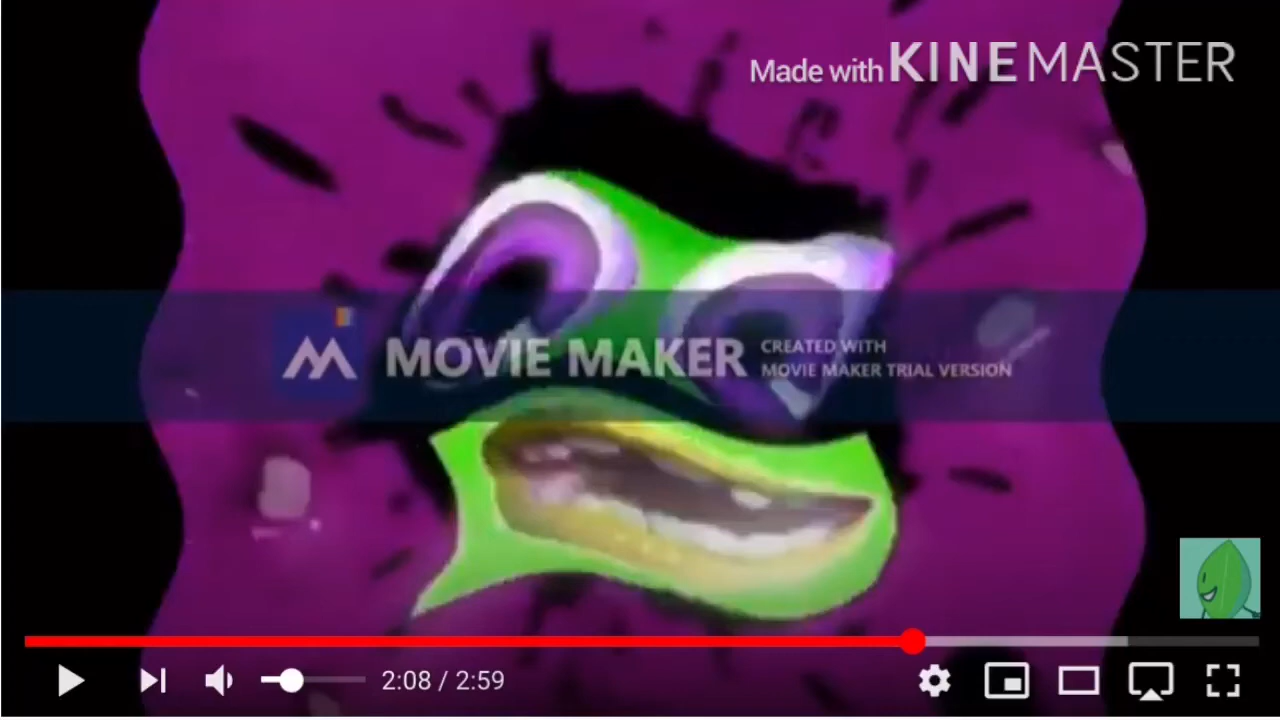 Made with KINEMASTER
MOVIE MAKER
CREATED WITH
MOVIE MAKER TRIAL VERSION
2:08 / 2:59